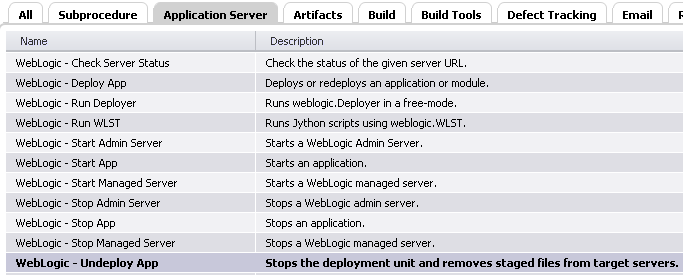 All Subprocedure Application Server Artifacts Build Build Tools Defect Tracking Email
Name Description
WebLogic - Check Server Status Check the status of the given server URL.
WebLogic - Deploy App Deploys or redeploys an application or module.
WebLogic - Run Deployer Runs weblogic.Deployer in a free-mode.
WebLogic - Run WLST Runs Jython scripts using weblogic.WLST.
WebLogic - Start Admin Server Starts a WebLogic Admin Server.
WebLogic - Start App Starts an application.
WebLogic - Start Managed Server Starts a WebLogic managed server.
WebLogic - Stop Admin Server Stops a WebLogic admin server.
WebLogic - Stop App Stops an application.
WebLogic - Stop Managed Server Stops a WebLogic managed server.
WebLogic - Undeploy App Stops the deployment unit and removes staged files from target servers.